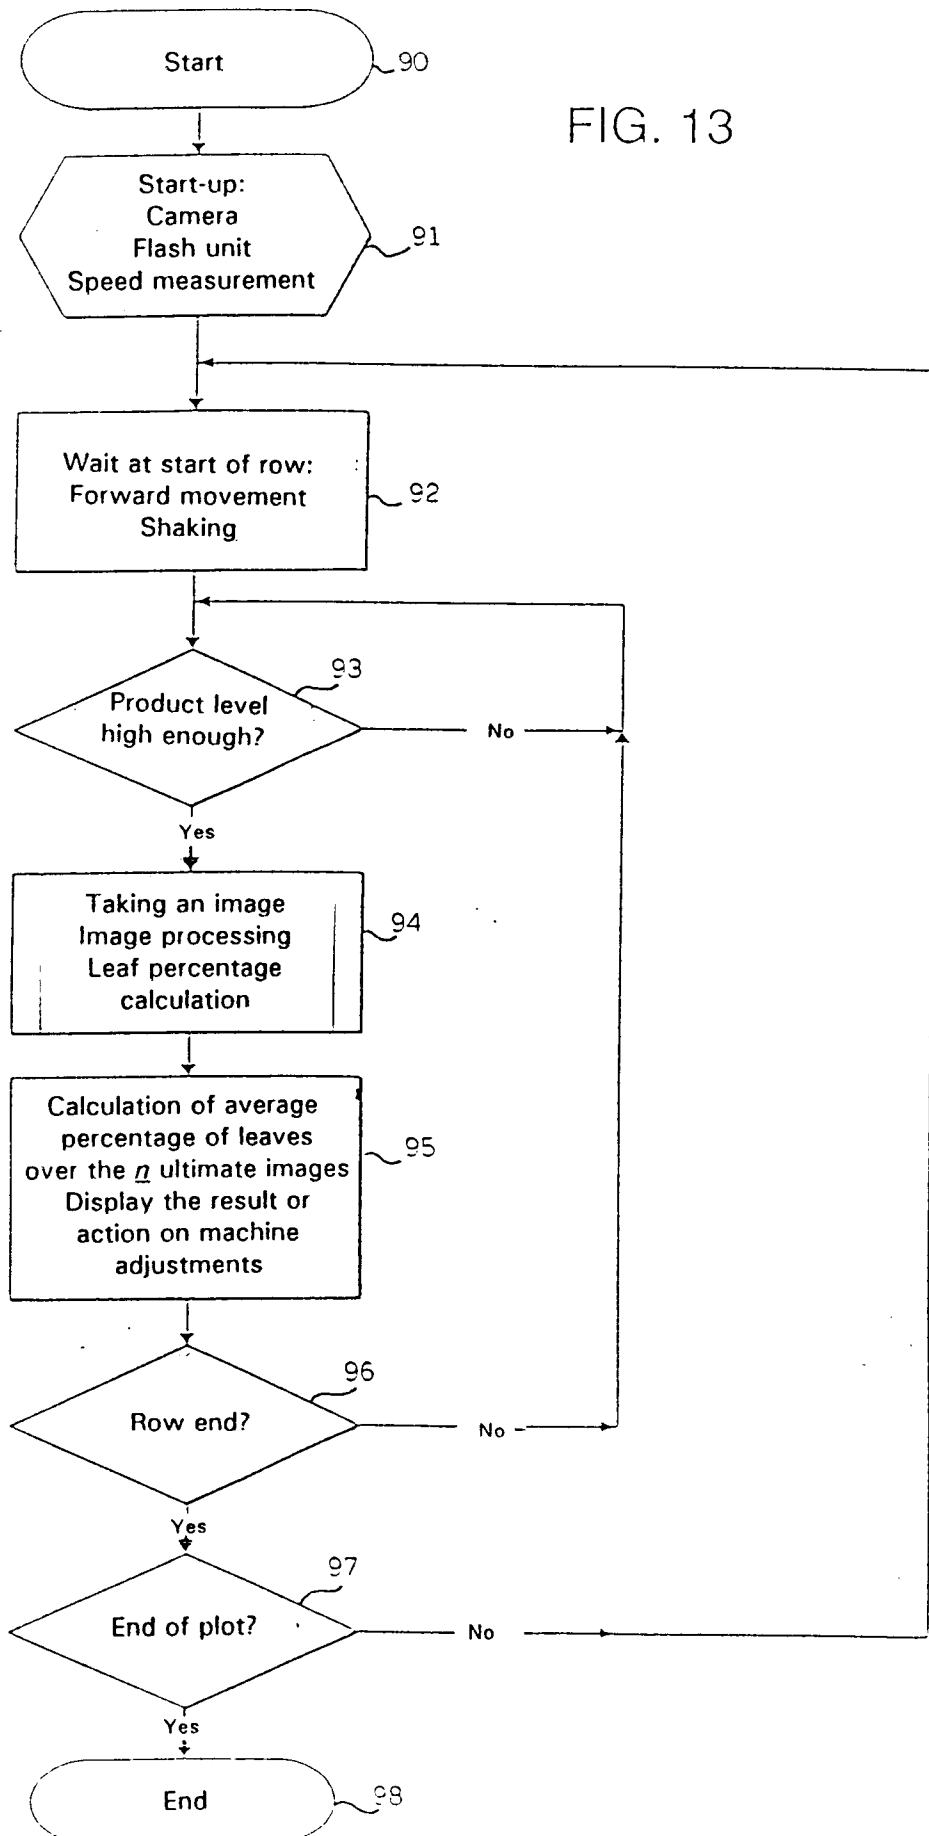 Start
90
FIG. 13
Start-up:
Camera
Flash unit
Speed measurement
91
Wait at start of row:
Forward movement
Shaking
92
93
Product level
high enough?
No
Yes
Taking an image
Image processing
Leaf percentage
calculation
94
Calculation of average
percentage of leaves
over the n ultimate images
Display the result or
action on machine
adjustments
95
96
Row end?
No
Yes
97
End of plot?
No
Yes
End
98